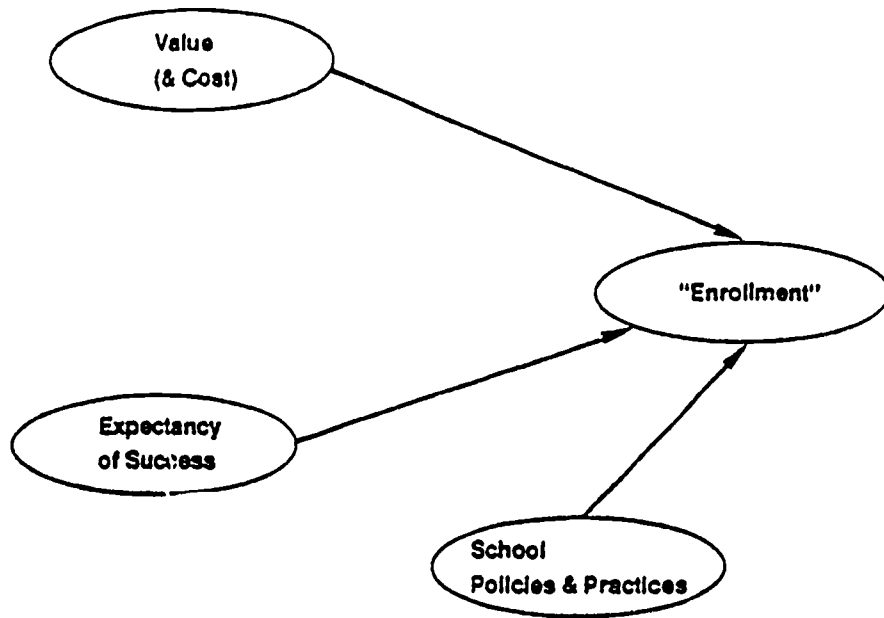 Value
(& Cost)
"Enrollment"
Expectancy
of Success
School
Policies & Practices